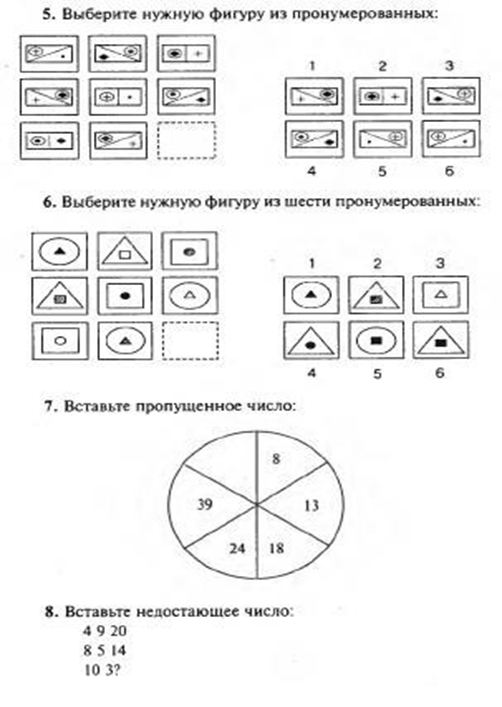 5. Выберите нужную фигуру из пронумерованных:
1 2 3
4 5 6
6. Выберите нужную фигуру из шести пронумерованных:
1 2 3
4 5 6
7. Вставьте пропущенное число:
8
39 13
24 18
8. Вставьте недостающее число:
4 9 20
8 5 14
10 3?